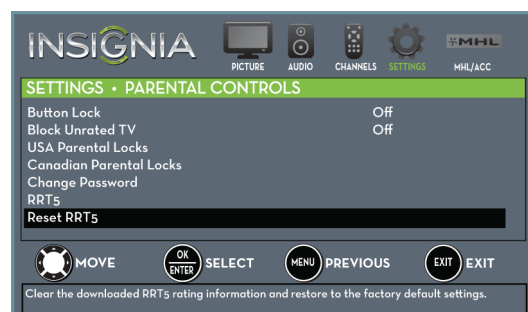 INSIGNIA
PICTURE AUDIO CHANNELS SETTINGS MHL MHL/ACC
SETTINGS • PARENTAL CONTROLS
Button Lock Off
Block Unrated TV Off
USA Parental Locks
Canadian Parental Locks
Change Password
RRT5
Reset RRT5
MOVE OK ENTER SELECT MENU PREVIOUS EXIT EXIT
Clear the downloaded RRT5 rating information and restore to the factory default settings.